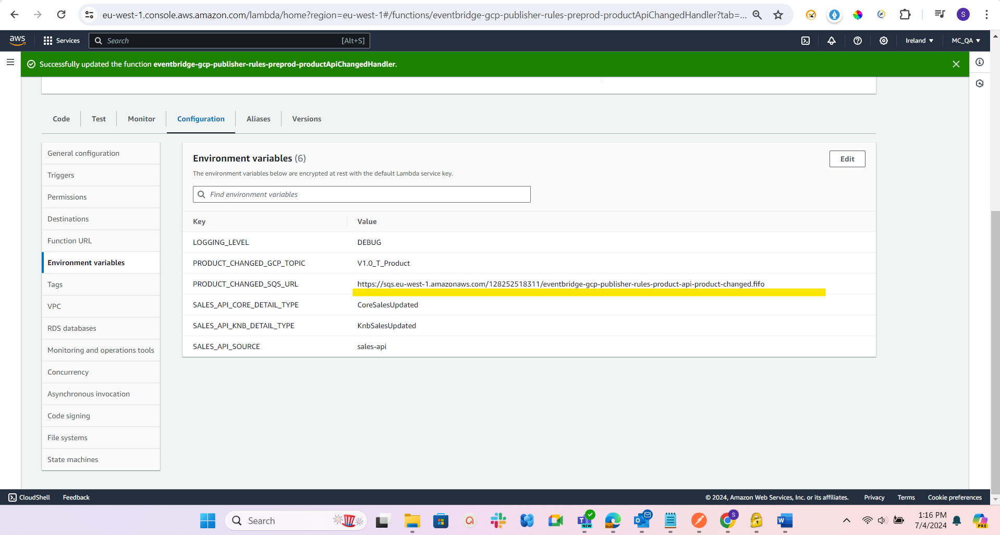 eu-west-1.console.aws.amazon.com/lambda/home?region=eu-west-1#/functions/eventbridge-gcp-publisher-rules-preprod-productApiChangedHandler?tab=...
S
aws
Services
Search
[Alt+S]
Ireland
MC_QA
Successfully updated the function eventbridge-gcp-publisher-rules-preprod-productApiChangedHandler.
Code
Test
Monitor
Configuration
Aliases
Versions
General configuration
Triggers
Permissions
Destinations
Function URL
Environment variables
Tags
VPC
RDS databases
Monitoring and operations tools
Concurrency
Asynchronous invocation
Code signing
File systems
State machines
Environment variables (6)
Edit
The environment variables below are encrypted at rest with the default Lambda service key.
Find environment variables
Key Value
LOGGING_LEVEL DEBUG
PRODUCT_CHANGED_GCP_TOPIC V1.0_T_Product
PRODUCT_CHANGED_SQS_URL https://sqs.eu-west-1.amazonaws.com/128252518311/eventbridge-gcp-publisher-rules-product-api-product-changed.fifo
SALES_API_CORE_DETAIL_TYPE CoreSalesUpdated
SALES_API_KNB_DETAIL_TYPE KnbSalesUpdated
SALES_API_SOURCE sales-api
CloudShell
Feedback
© 2024, Amazon Web Services, Inc. or its affiliates.
Privacy
Terms
Cookie preferences
Search
NEW
S
W
1:16 PM
7/4/2024
PRE